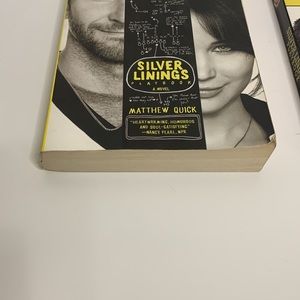 SILVER
LININGS
PLAYBOOK
A NOVEL
MATTHEW QUICK
"HEARTWARMING, HUMOROUS
AND SOUL-SATISFYING"
—NANCY PEARL, NPR